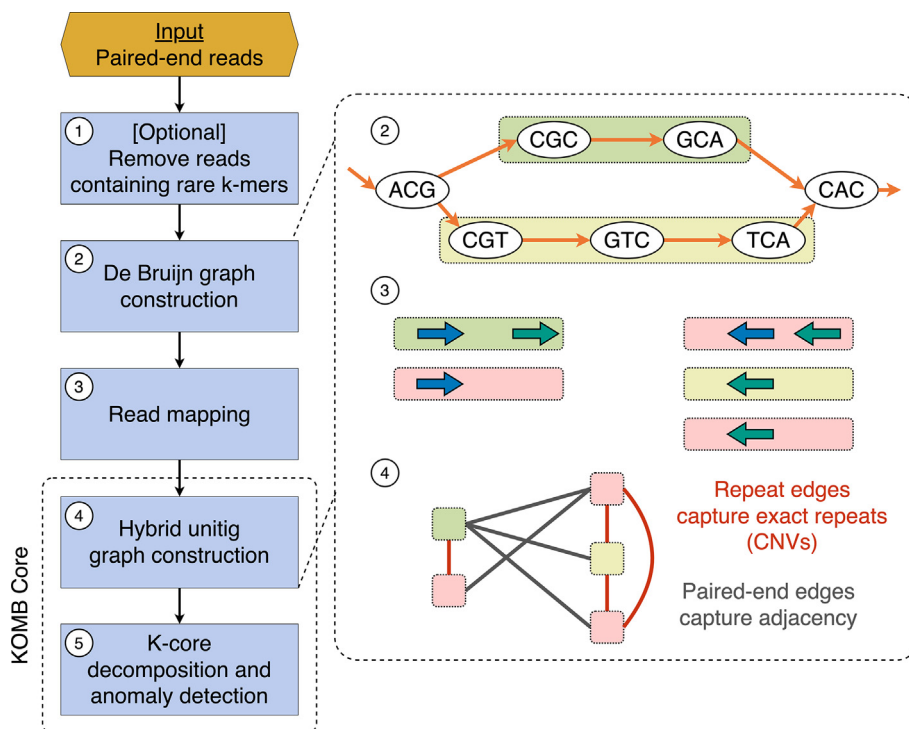 Input
Paired-end reads
1
[Optional]
Remove reads
containing rare k-mers
2
De Bruijn graph
construction
3
Read mapping
4
Hybrid unitig
graph construction
5
K-core
decomposition and
anomaly detection
KOMB Core
2
CGC
GCA
ACG
CAC
CGT
GTC
TCA
3
4
Repeat edges
capture exact repeats
(CNVs)
Paired-end edges
capture adjacency